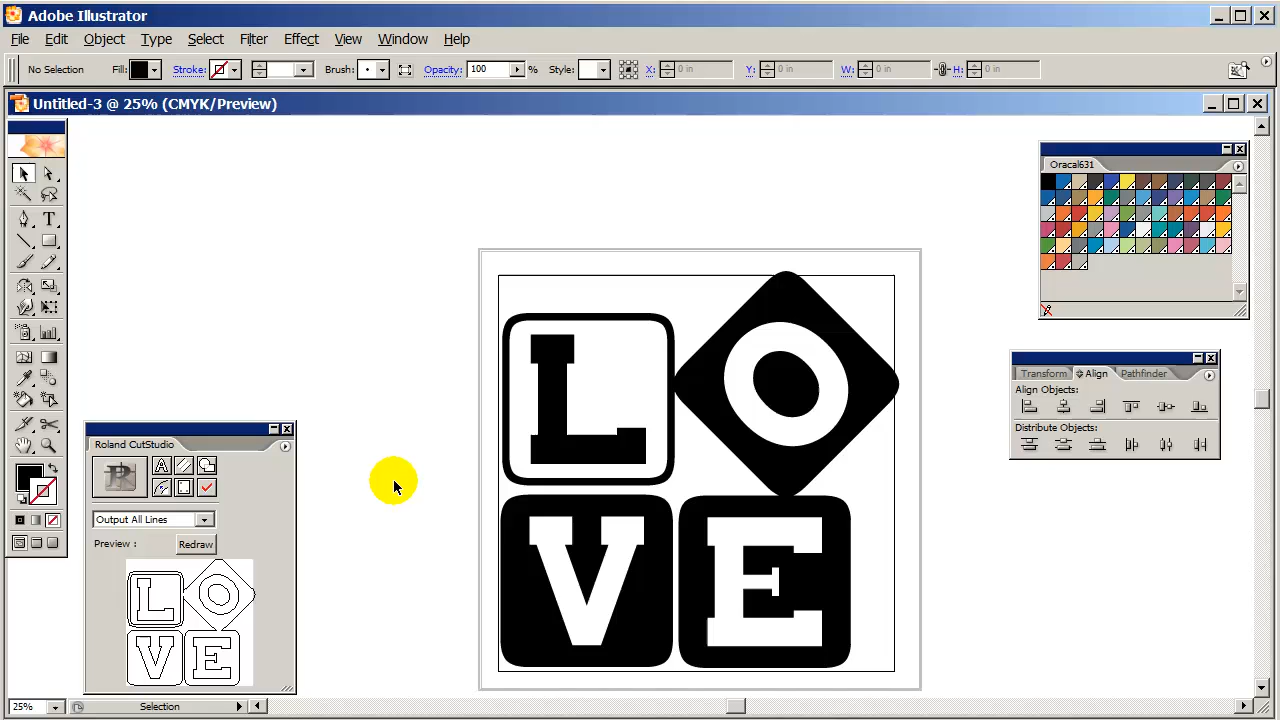 Adobe Illustrator
File Edit Object Type Select Filter Effect View Window Help
No Selection Fill: Stroke: Brush: Opacity: 100 % Style: X: 0 in Y: 0 in W: 0 in H: 0 in
Untitled-3 @ 25% (CMYK/Preview)
Oracal631
Transform Align Pathfinder
Align Objects:
Distribute Objects:
Roland CutStudio
Output All Lines
Preview : Redraw
L O
V E
L O
V E
25% Selection